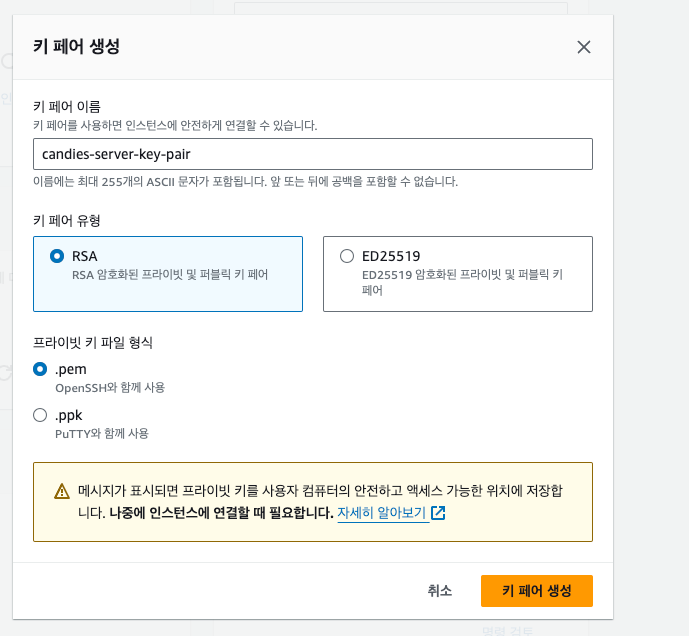 키 페어 생성
키 페어 이름
키 페어를 사용하면 인스턴스에 안전하게 연결할 수 있습니다.
candies-server-key-pair
이름에는 최대 255개의 ASCII 문자가 포함됩니다. 앞 또는 뒤에 공백을 포함할 수 없습니다.
키 페어 유형
RSA
RSA 암호화된 프라이빗 및 퍼블릭 키 페어
ED25519
ED25519 암호화된 프라이빗 및 퍼블릭 키
페어
프라이빗 키 파일 형식
.pem
OpenSSH와 함께 사용
.ppk
PuTTY와 함께 사용
메시지가 표시되면 프라이빗 키를 사용자 컴퓨터의 안전하고 액세스 가능한 위치에 저장합
니다. 나중에 인스턴스에 연결할 때 필요합니다. 자세히 알아보기
취소
키 페어 생성